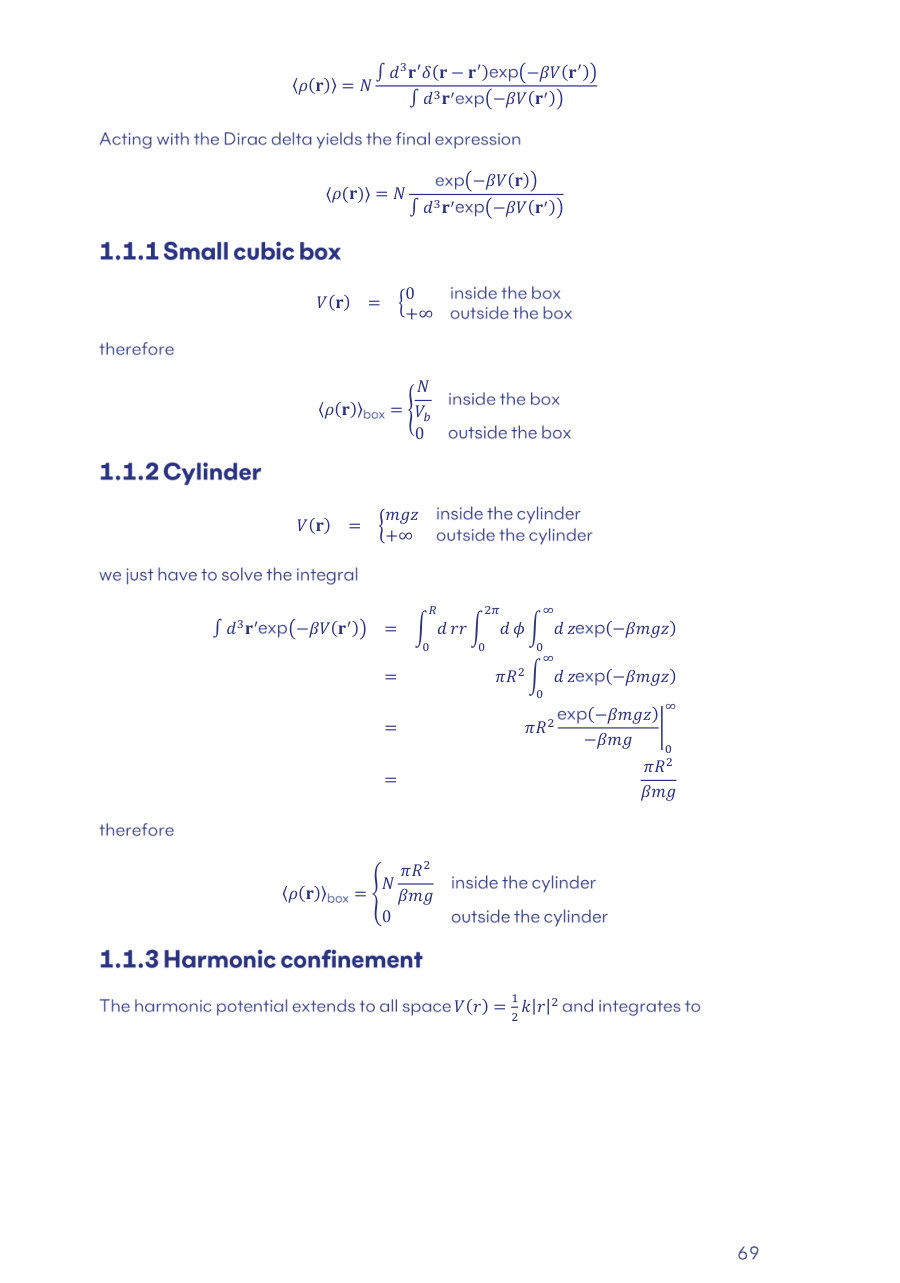 ⟨ρ(𝐫)⟩ = N ∫ d³𝐫′δ(𝐫 − 𝐫′)exp(−βV(𝐫′)) / ∫ d³𝐫′exp(−βV(𝐫′))
Acting with the Dirac delta yields the final expression
⟨ρ(𝐫)⟩ = N exp(−βV(𝐫)) / ∫ d³𝐫′exp(−βV(𝐫′))
1.1.1 Small cubic box
V(𝐫) = { 0 inside the box
+∞ outside the box
therefore
⟨ρ(𝐫)⟩box = { N/V_b inside the box
0 outside the box
1.1.2 Cylinder
V(𝐫) = { mgz inside the cylinder
+∞ outside the cylinder
we just have to solve the integral
∫ d³𝐫′exp(−βV(𝐫′)) = ∫₀^R d rr ∫₀^2π d ϕ ∫₀^∞ d zexp(−βmgz)
= πR² ∫₀^∞ d zexp(−βmgz)
= πR² exp(−βmgz) / −βmg |₀^∞
= πR² / βmg
therefore
⟨ρ(𝐫)⟩box = { N πR² / βmg inside the cylinder
0 outside the cylinder
1.1.3 Harmonic confinement
The harmonic potential extends to all space V(r) = ½ k|r|² and integrates to
69